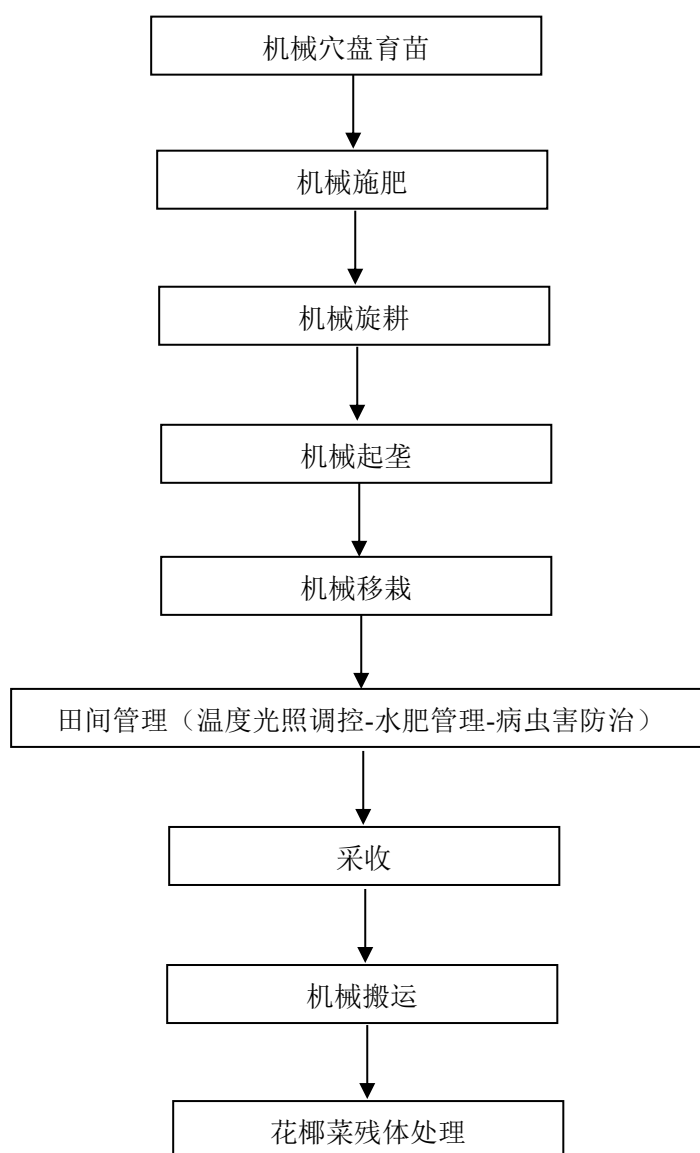 机械穴盘育苗
机械施肥
机械旋耕
机械起垄
机械移栽
田间管理（温度光照调控-水肥管理-病虫害防治）
采收
机械搬运
花椰菜残体处理